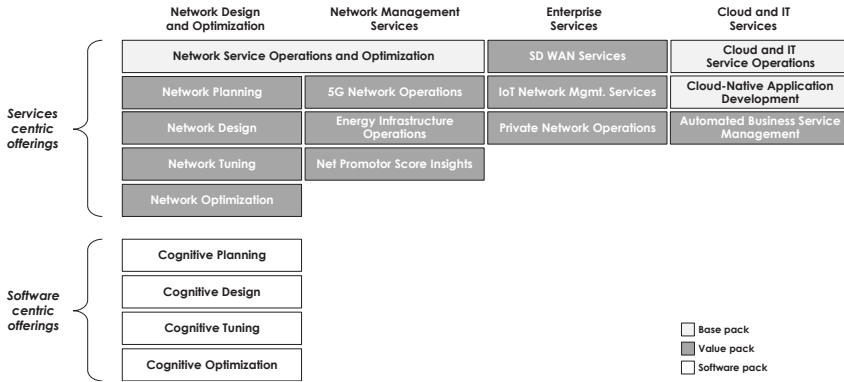 Network Design
and Optimization
Network Management
Services
Enterprise
Services
Cloud and IT
Services
Services
centric
offerings
Network Service Operations and Optimization
SD WAN Services
Cloud and IT
Service Operations
Network Planning
5G Network Operations
IoT Network Mgmt. Services
Cloud-Native Application
Development
Network Design
Energy Infrastructure
Operations
Private Network Operations
Automated Business Service
Management
Network Tuning
Net Promotor Score Insights
Network Optimization
Software
centric
offerings
Cognitive Planning
Cognitive Design
Cognitive Tuning
Cognitive Optimization
Base pack
Value pack
Software pack